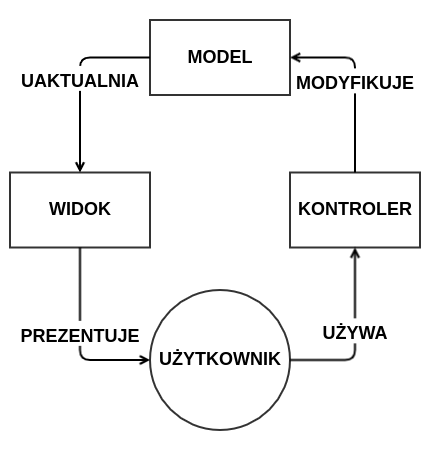 MODEL
UAKTUALNIA
MODYFIKUJE
WIDOK
KONTROLER
PREZENTUJE
UŻYWA
UŻYTKOWNIK